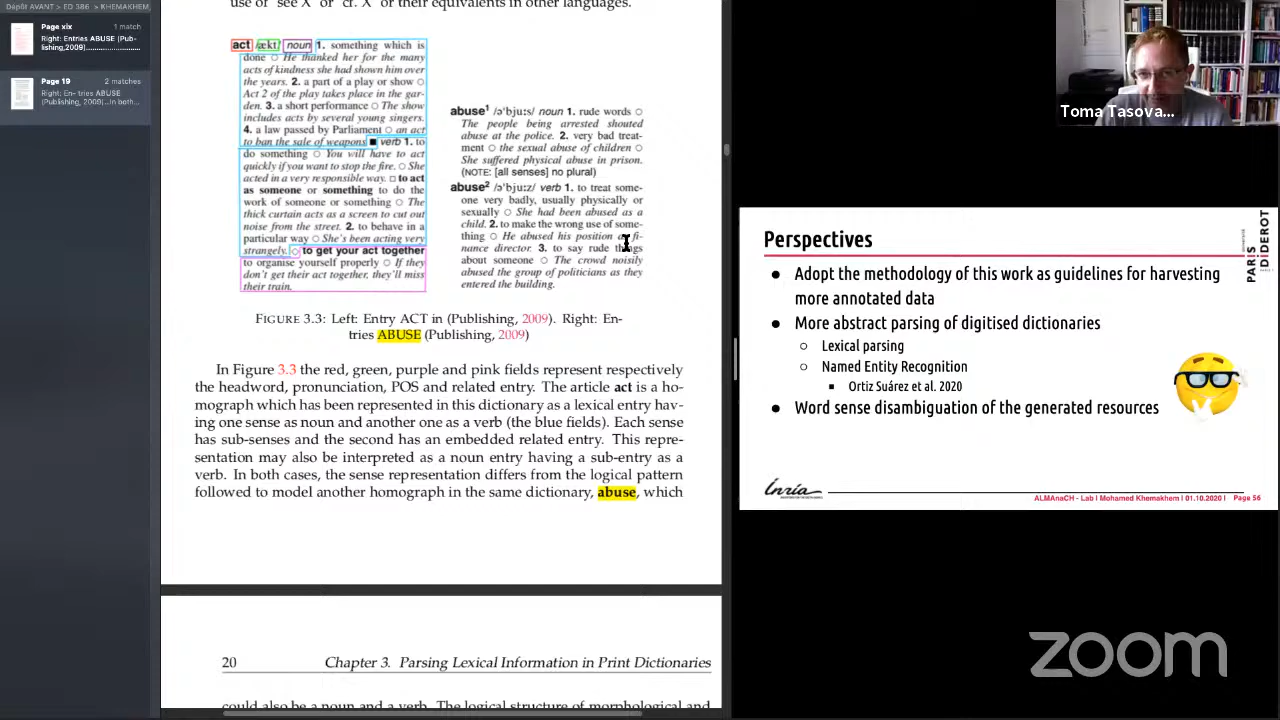 Dépôt AVANT > ED 386 > KHEMAKHEM_
Page xix
1 match
Right: Entries ABUSE (Pub-
lishing,2009)......................
Page 19
2 matches
Right: En- tries ABUSE
(Publishing, 2009(...In both...
use of "see X" or "cf. X" or their equivalents in other languages.
act /ækt/ noun 1. something which is
done ○ He thanked her for the many
acts of kindness she had shown him over
the years. 2. a part of a play or show ○
Act 2 of the play takes place in the gar-
den. 3. a short performance ○ The show
includes acts by several young singers.
4. a law passed by Parliament ○ an act
to ban the sale of weapons ■ verb 1. to
do something ○ You will have to act
quickly if you want to stop the fire. ○ She
acted in a very responsible way. □ to act
as someone or something to do the
work of someone or something ○ The
thick curtain acts as a screen to cut out
noise from the street. 2. to behave in a
particular way ○ She's been acting very
strangely. ◇ to get your act together
to organise yourself properly ○ If they
don't get their act together, they'll miss
their train.
abuse¹ /ə'bjuːs/ noun 1. rude words ○
The people being arrested shouted
abuse at the police. 2. very bad treat-
ment ○ the sexual abuse of children ○
She suffered physical abuse in prison.
(NOTE: [all senses] no plural)
abuse² /ə'bjuːz/ verb 1. to treat some-
one very badly, usually physically or
sexually ○ She had been abused as a
child. 2. to make the wrong use of some-
thing ○ He abused his position as fi-
nance director. 3. to say rude things
about someone ○ The crowd noisily
abused the group of politicians as they
entered the building.
FIGURE 3.3: Left: Entry ACT in (Publishing, 2009). Right: En-
tries ABUSE (Publishing, 2009)
In Figure 3.3 the red, green, purple and pink fields represent respectively
the headword, pronunciation, POS and related entry. The article act is a ho-
mograph which has been represented in this dictionary as a lexical entry hav-
ing one sense as noun and another one as a verb (the blue fields). Each sense
has sub-senses and the second has an embedded related entry. This repre-
sentation may also be interpreted as a noun entry having a sub-entry as a
verb. In both cases, the sense representation differs from the logical pattern
followed to model another homograph in the same dictionary, abuse, which
20 Chapter 3. Parsing Lexical Information in Print Dictionaries
could also be a noun and a verb. The logical structure of morphological and
Toma Tasova...
Perspectives
● Adopt the methodology of this work as guidelines for harvesting
more annotated data
● More abstract parsing of digitised dictionaries
○ Lexical parsing
○ Named Entity Recognition
■ Ortiz Suárez et al. 2020
● Word sense disambiguation of the generated resources
université
PARIS
DIDEROT
PARIS 7
Inria
ALMAnaCH - Lab I Mohamed Khemakhem I 01.10.2020 I Page 56
zoom